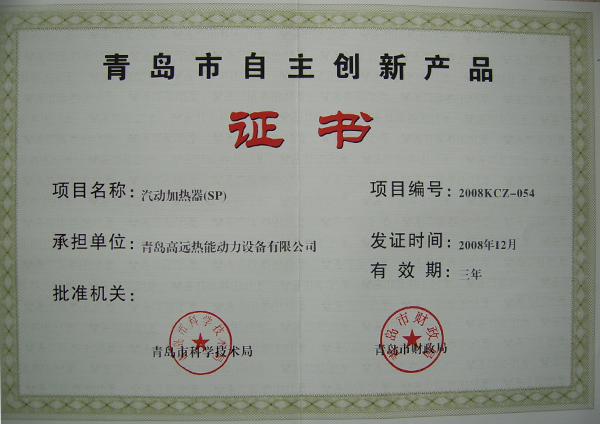 青岛市自主创新产品
证书
项目名称：汽动加热器(SP)
项目编号：2008KCZ-054
承担单位：青岛高远热能动力设备有限公司
发证时间：2008年12月
有效期：三年
批准机关：
青岛市科学技术局
青岛市财政局